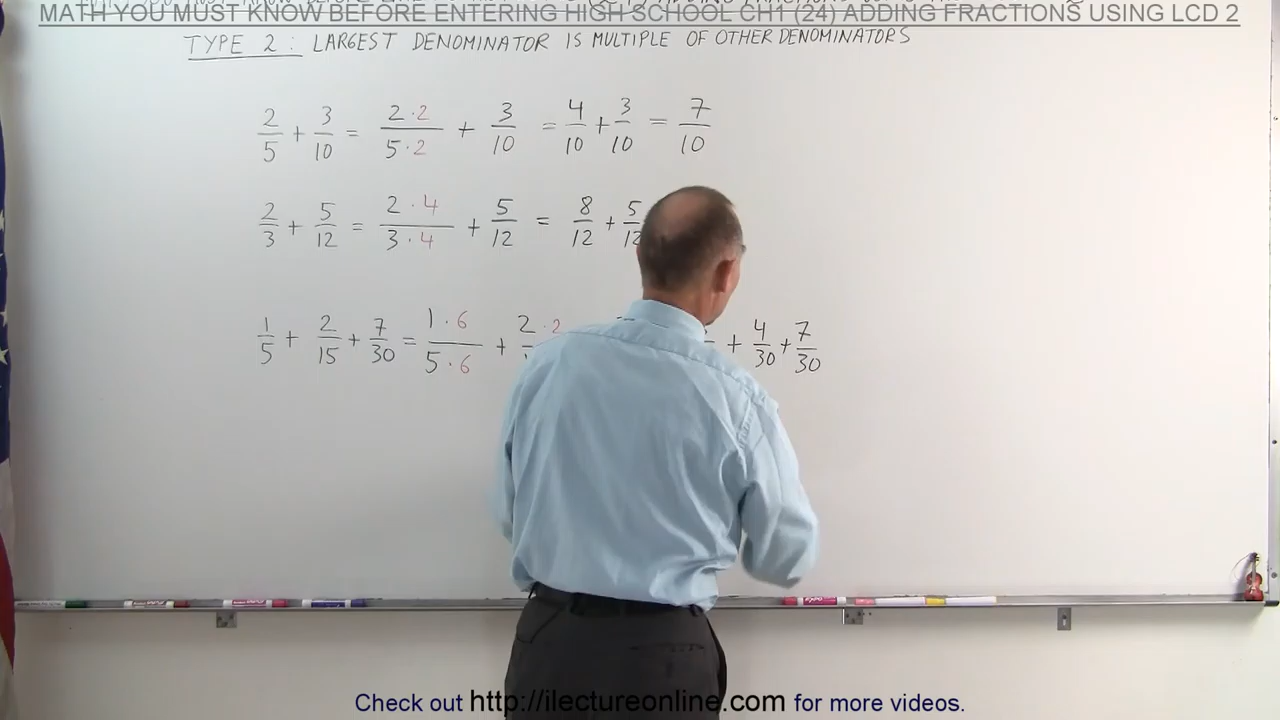 MATH YOU MUST KNOW BEFORE ENTERING HIGH SCHOOL CH1 (24) ADDING FRACTIONS USING LCD 2
TYPE 2: LARGEST DENOMINATOR IS MULTIPLE OF OTHER DENOMINATORS
2/5 + 3/10 = 2·2/5·2 + 3/10 = 4/10 + 3/10 = 7/10
2/3 + 5/12 = 2·4/3·4 + 5/12 = 8/12 + 5/12
1/5 + 2/15 + 7/30 = 1·6/5·6 + 2·2 + 4/30 + 7/30
Check out http://ilectureonline.com for more videos.